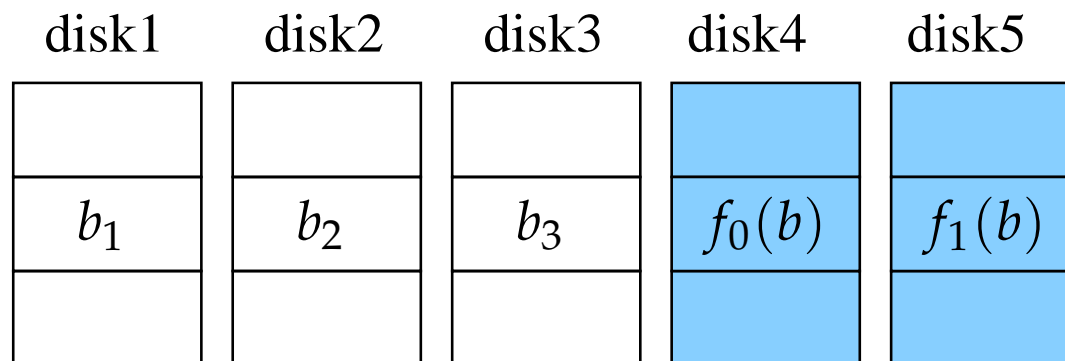 disk1 disk2 disk3 disk4 disk5
b₁ b₂ b₃ f₀(b) f₁(b)